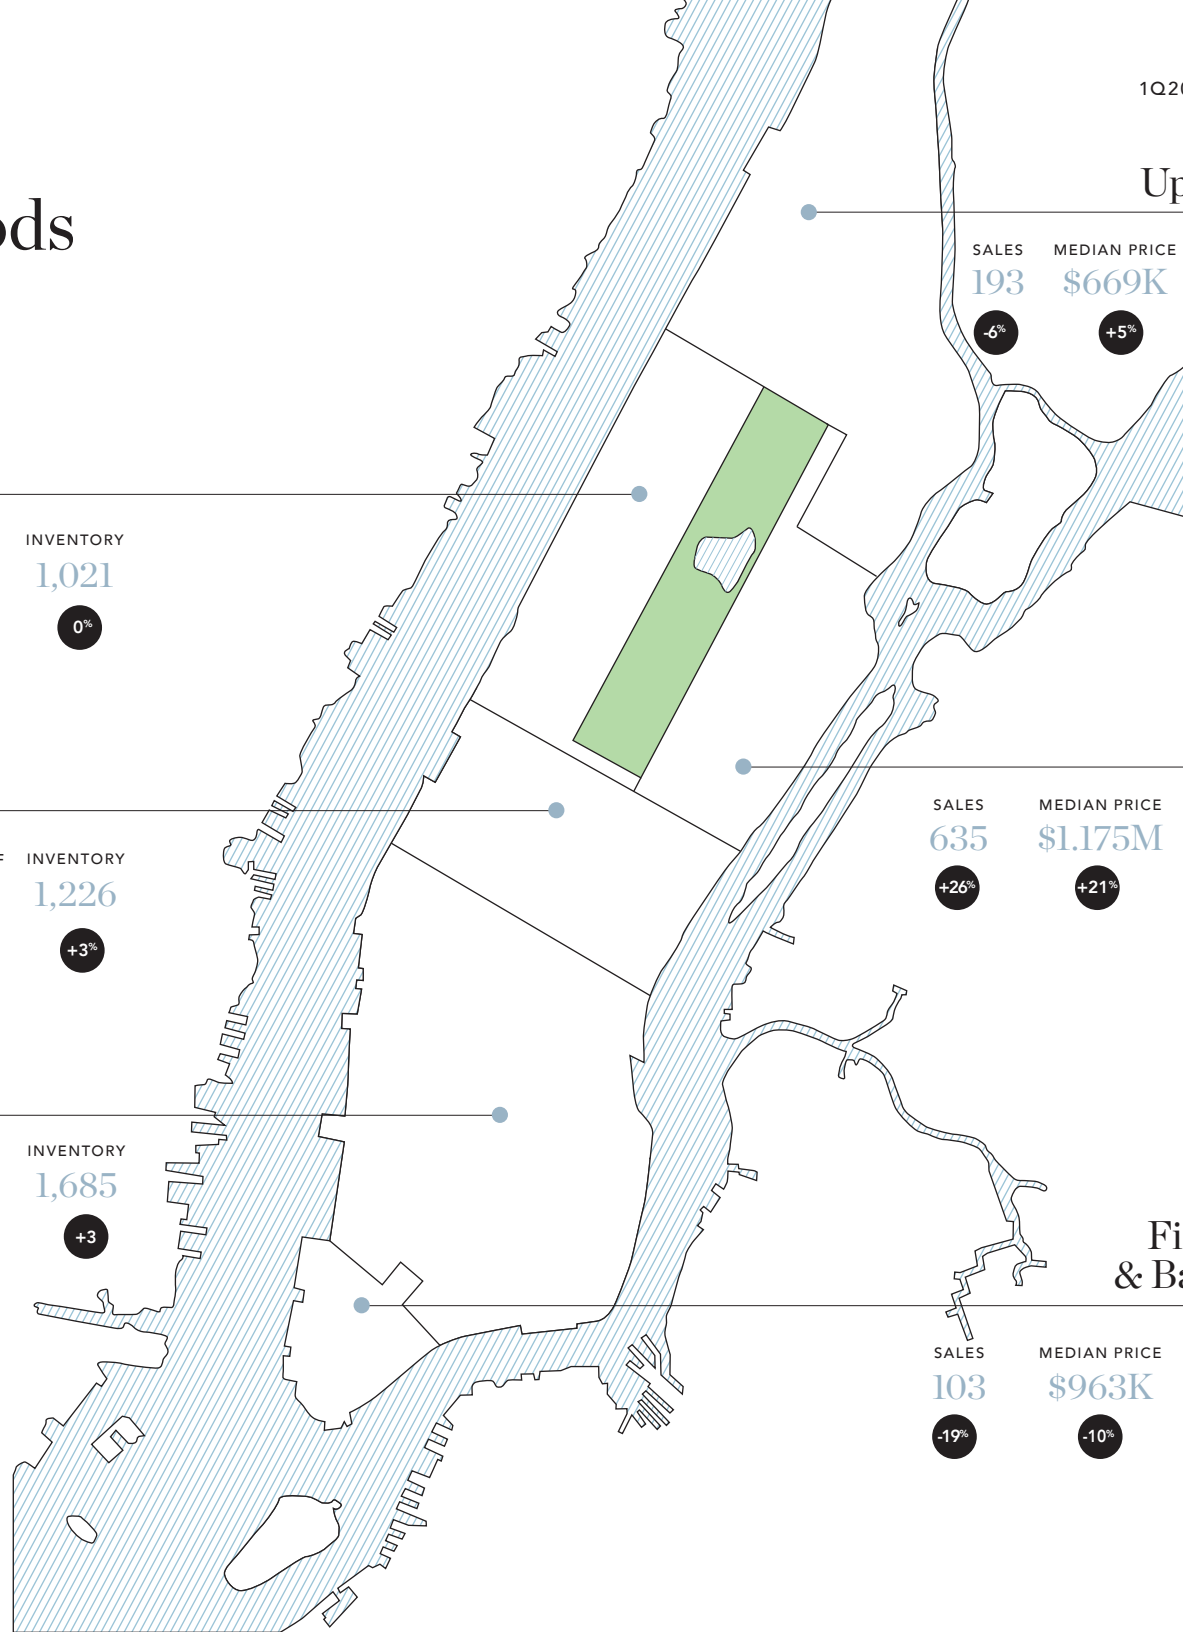 1Q20
Up
ods
SALES MEDIAN PRICE
193 $669K
-6% +5%
INVENTORY
1,021
0%
SALES MEDIAN PRICE
635 $1.175M
+26% +21%
INVENTORY
1,226
+3%
INVENTORY
1,685
+3
Fi
& Ba
SALES MEDIAN PRICE
103 $963K
-19% -10%